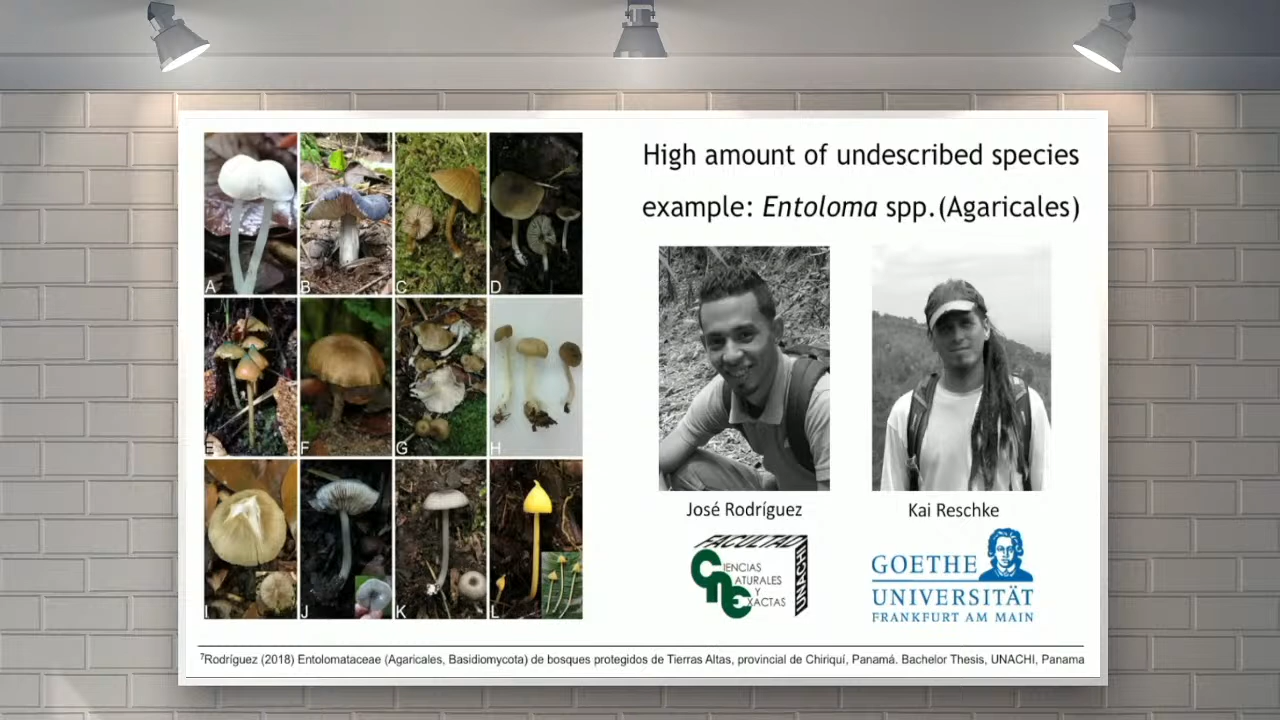 High amount of undescribed species
example: Entoloma spp.(Agaricales)
A
B
C
D
E
F
G
H
I
J
K
L
José Rodríguez
Kai Reschke
FACULTAD
CIENCIAS
NATURALES
Y
EXACTAS
UNACHI
GOETHE
UNIVERSITÄT
FRANKFURT AM MAIN
⁷Rodríguez (2018) Entolomataceae (Agaricales, Basidiomycota) de bosques protegidos de Tierras Altas, provincial de Chiriquí, Panamá. Bachelor Thesis, UNACHI, Panama